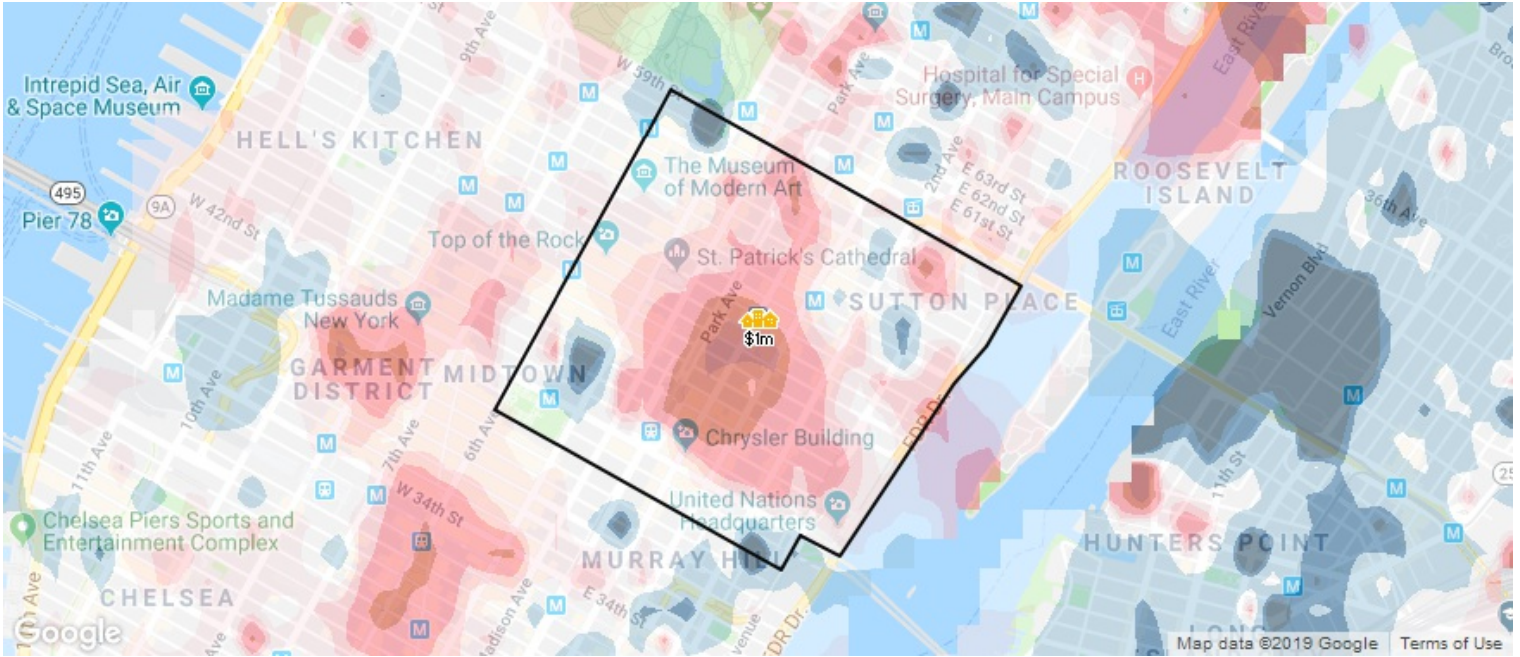 Intrepid Sea, Air
& Space Museum
HELL'S KITCHEN
9th Ave
W 59th
Park Ave
Hospital for Special
Surgery, Main Campus
East River
ROOSEVELT
ISLAND
36th Ave
495
Pier 78
9A
W 42nd St
The Museum
of Modern Art
2nd Ave
E 63rd St
E 62nd St
E 61st St
Top of the Rock
St. Patrick's Cathedral
SUTTON PLACE
East River
Vernon Blvd
Madame Tussauds
New York
Park Ave
$1m
GARMENT
DISTRICT
MIDTOWN
10th Ave
7th Ave
6th Ave
11th Ave
Chrysler Building
FDR Dr.
11th St
W 34th St
United Nations
Headquarters
Chelsea Piers Sports and
Entertainment Complex
MURRAY HILL
HUNTERS POINT
CHELSEA
E 34th St
Madison Ave
FDR Dr.
11th Ave
Google
LONG
Map data ©2019 Google
Terms of Use